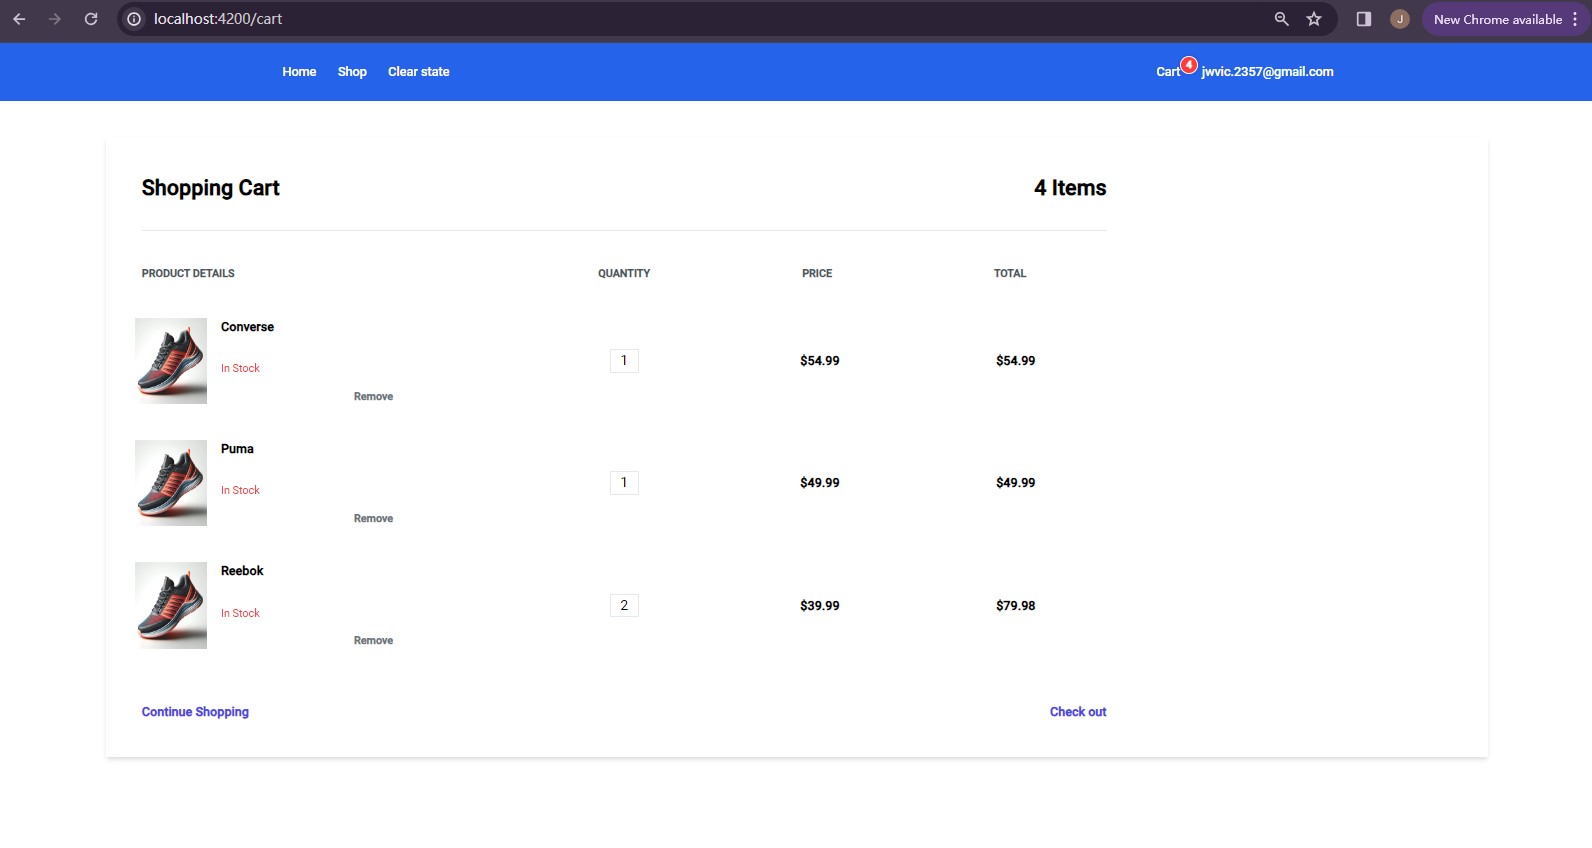 localhost:4200/cart
J
New Chrome available
Home Shop Clear state Cart 4 jwvic.2357@gmail.com
Shopping Cart 4 Items
PRODUCT DETAILS QUANTITY PRICE TOTAL
Converse
In Stock
Remove
1 $54.99 $54.99
Puma
In Stock
Remove
1 $49.99 $49.99
Reebok
In Stock
Remove
2 $39.99 $79.98
Continue Shopping Check out